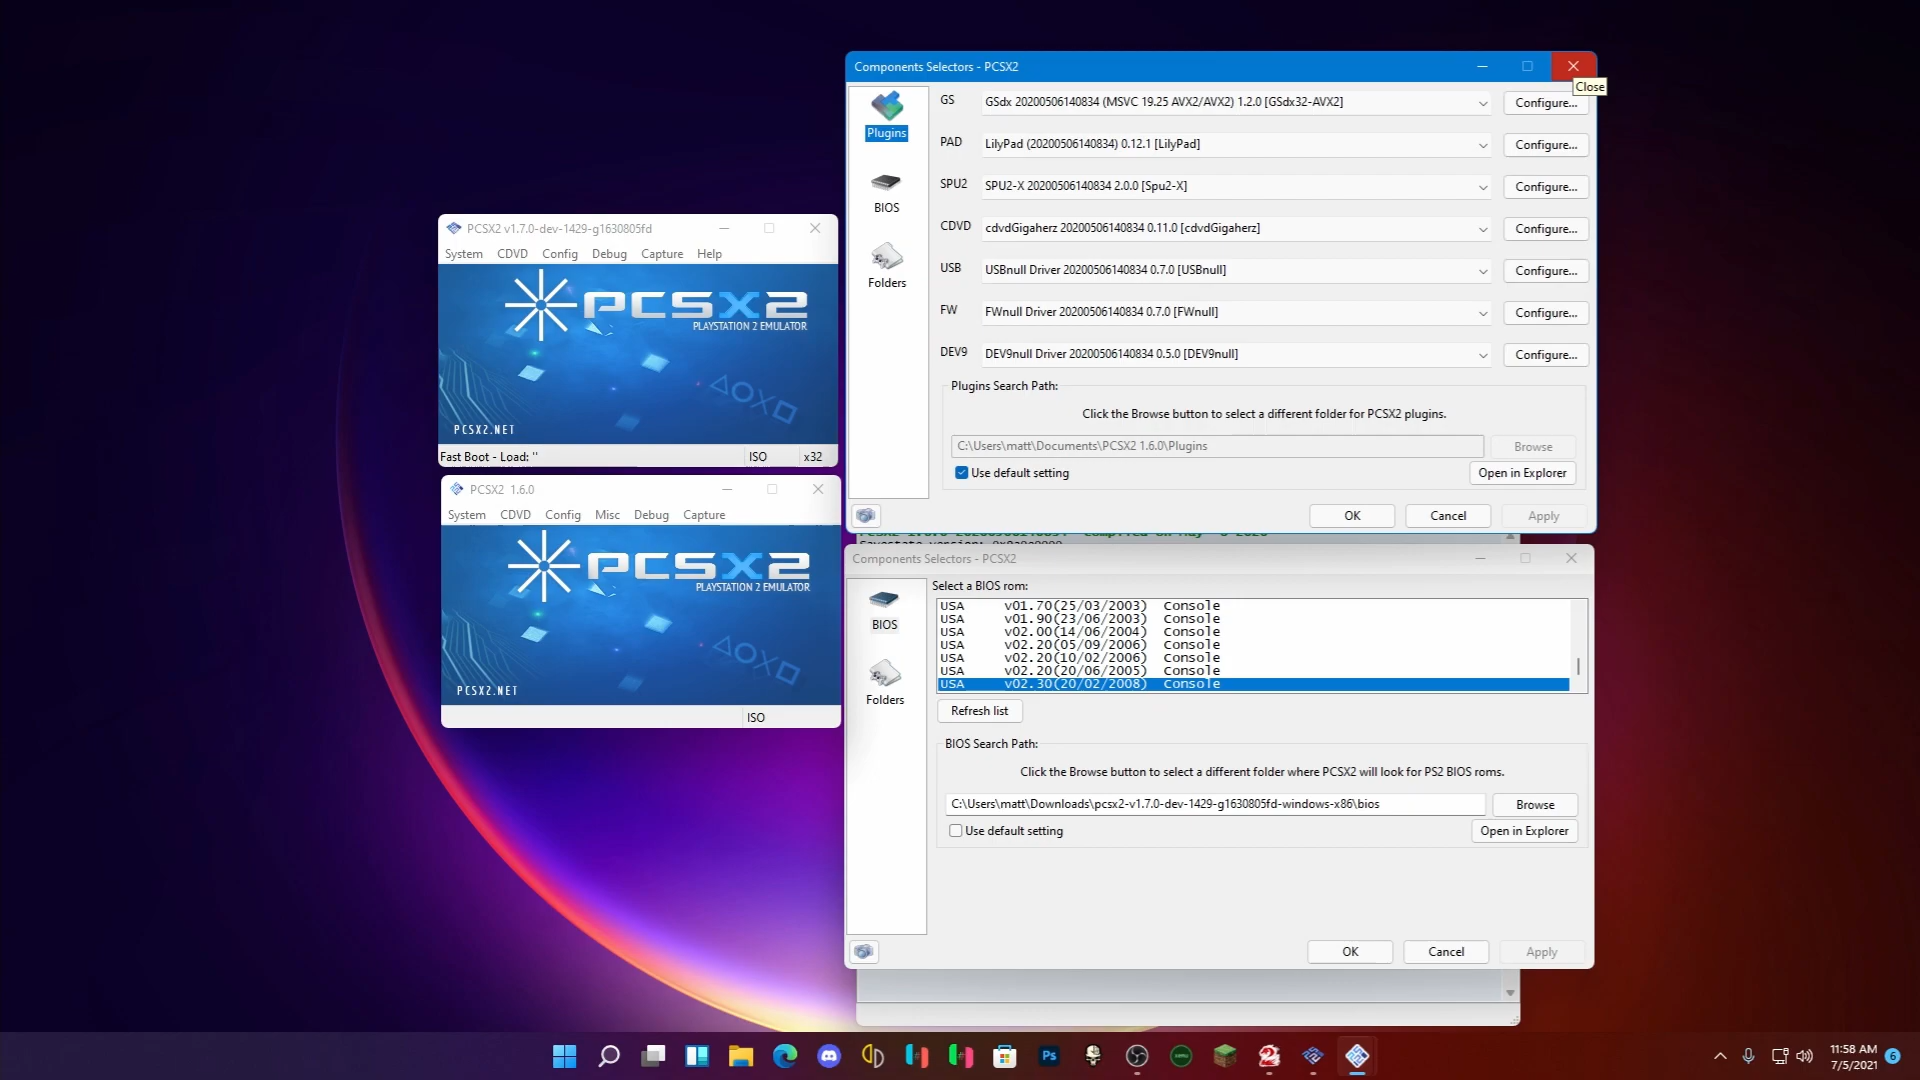 Components Selectors - PCSX2
Close
Plugins
BIOS
Folders
GS
GSdx 20200506140834 (MSVC 19.25 AVX2/AVX2) 1.2.0 [GSdx32-AVX2]
Configure...
PAD
LilyPad (20200506140834) 0.12.1 [LilyPad]
Configure...
SPU2
SPU2-X 20200506140834 2.0.0 [Spu2-X]
Configure...
CDVD
cdvdGigaherz 20200506140834 0.11.0 [cdvdGigaherz]
Configure...
USB
USBnull Driver 20200506140834 0.7.0 [USBnull]
Configure...
FW
FWnull Driver 20200506140834 0.7.0 [FWnull]
Configure...
DEV9
DEV9null Driver 20200506140834 0.5.0 [DEV9null]
Configure...
Plugins Search Path:
Click the Browse button to select a different folder for PCSX2 plugins.
C:\Users\matt\Documents\PCSX2 1.6.0\Plugins
Browse
Use default setting
Open in Explorer
OK
Cancel
Apply
PCSX2 v1.7.0-dev-1429-g1630805fd
System CDVD Config Debug Capture Help
PCSX2
PLAYSTATION 2 EMULATOR
PCSX2.NET
Fast Boot - Load: ''
ISO
x32
PCSX2 1.6.0
System CDVD Config Misc Debug Capture
PCSX2
PLAYSTATION 2 EMULATOR
PCSX2.NET
ISO
Components Selectors - PCSX2
BIOS
Folders
Select a BIOS rom:
USA v01.70(25/03/2003) Console
USA v01.90(23/06/2003) Console
USA v02.00(14/06/2004) Console
USA v02.20(05/09/2006) Console
USA v02.20(10/02/2006) Console
USA v02.20(20/06/2005) Console
USA v02.30(20/02/2008) Console
Refresh list
BIOS Search Path:
Click the Browse button to select a different folder where PCSX2 will look for PS2 BIOS roms.
C:\Users\matt\Downloads\pcsx2-v1.7.0-dev-1429-g1630805fd-windows-x86\bios
Browse
Use default setting
Open in Explorer
OK
Cancel
Apply
Ps
11:58 AM
7/5/2021
6